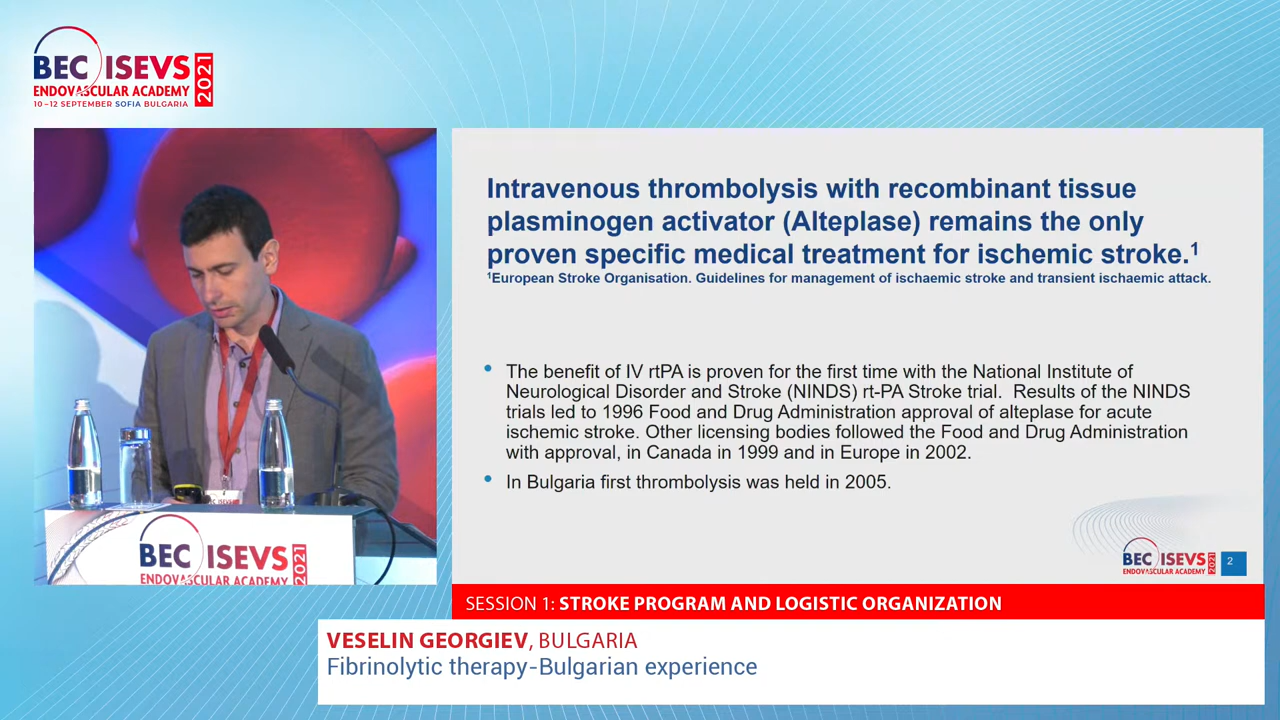 BEC ISEVS
ENDOVASCULAR ACADEMY
2021
10–12 SEPTEMBER SOFIA BULGARIA
Intravenous thrombolysis with recombinant tissue
plasminogen activator (Alteplase) remains the only
proven specific medical treatment for ischemic stroke.¹
¹European Stroke Organisation. Guidelines for management of ischaemic stroke and transient ischaemic attack.
• The benefit of IV rtPA is proven for the first time with the National Institute of
Neurological Disorder and Stroke (NINDS) rt-PA Stroke trial. Results of the NINDS
trials led to 1996 Food and Drug Administration approval of alteplase for acute
ischemic stroke. Other licensing bodies followed the Food and Drug Administration
with approval, in Canada in 1999 and in Europe in 2002.
• In Bulgaria first thrombolysis was held in 2005.
BEC ISEVS
ENDOVASCULAR ACADEMY
2021
2
BEC ISEVS
ENDOVASCULAR ACADEMY
2021
SESSION 1: STROKE PROGRAM AND LOGISTIC ORGANIZATION
VESELIN GEORGIEV, BULGARIA
Fibrinolytic therapy-Bulgarian experience